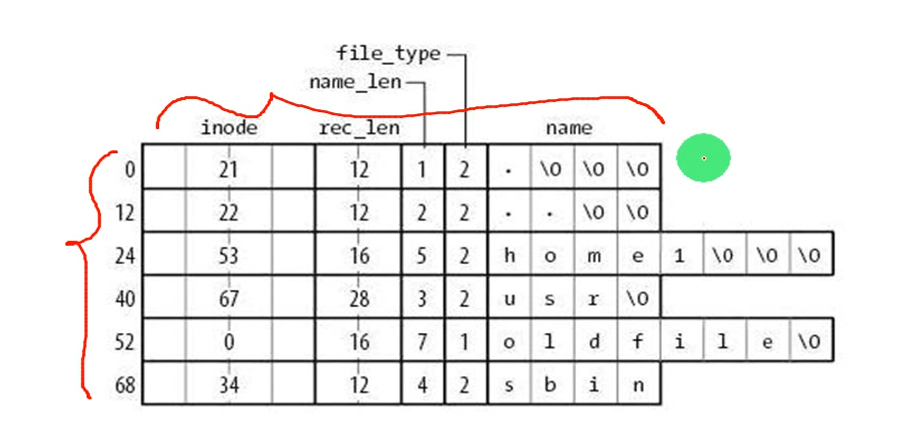 file_type
name_len
inode rec_len name
0 21 12 1 2 . \0 \0 \0
12 22 12 2 2 . . \0 \0
24 53 16 5 2 h o m e 1 \0 \0 \0
40 67 28 3 2 u s r \0
52 0 16 7 1 o l d f i l e \0
68 34 12 4 2 s b i n